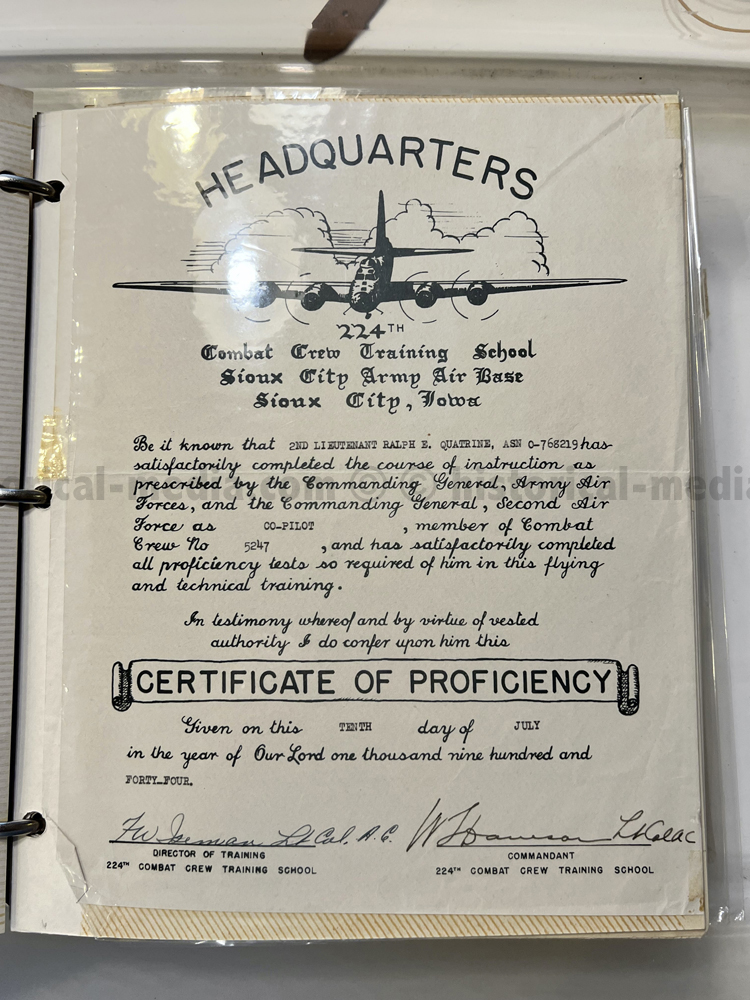 HEADQUARTERS
224TH
Combat Crew Training School
Sioux City Army Air Base
Sioux City, Iowa
Be it known that 2ND LIEUTENANT RALPH E. QUATRINE, ASN O-768219 has
satisfactorily completed the course of instruction as
prescribed by the Commanding General, Army Air
Forces, and the Commanding General, Second Air
Force as CO-PILOT , member of Combat
Crew No 5247 , and has satisfactorily completed
all proficiency tests so required of him in this flying
and technical training.
In testimony whereof and by virtue of vested
authority I do confer upon him this
CERTIFICATE OF PROFICIENCY
Given on this TENTH day of JULY
in the year of Our Lord one thousand nine hundred and
FORTY-FOUR.
Lt Col, A.C. Lt Col AC
DIRECTOR OF TRAINING COMMANDANT
224TH COMBAT CREW TRAINING SCHOOL 224TH COMBAT CREW TRAINING SCHOOL